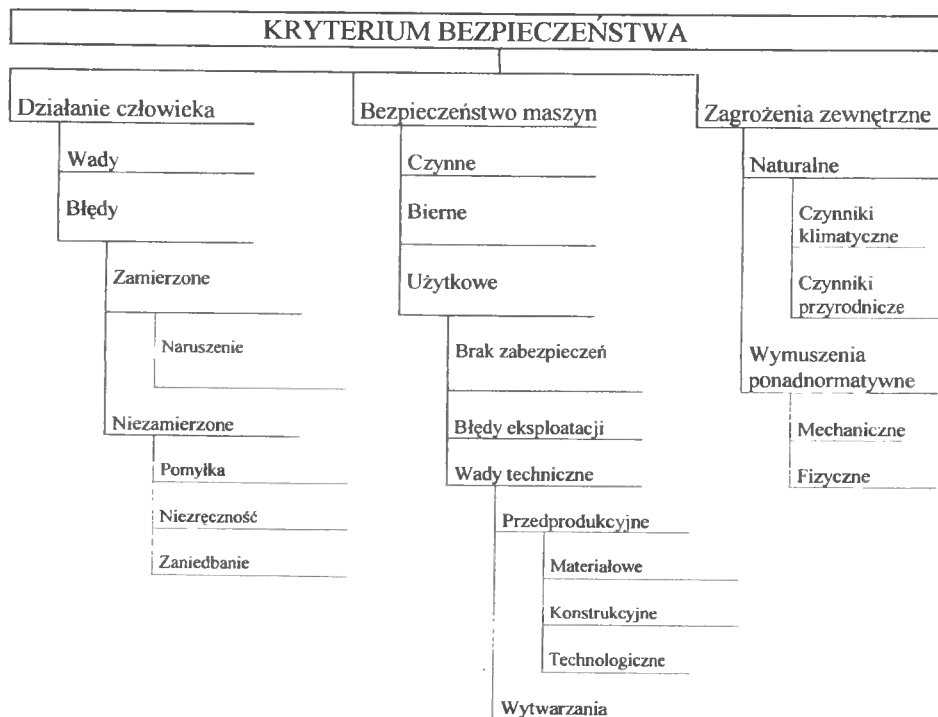 KRYTERIUM BEZPIECZEŃSTWA
Działanie człowieka
Wady
Błędy
Zamierzone
Naruszenie
Niezamierzone
Pomyłka
Niezręczność
Zaniedbanie
Bezpieczeństwo maszyn
Czynne
Bierne
Użytkowe
Brak zabezpieczeń
Błędy eksploatacji
Wady techniczne
Przedprodukcyjne
Materiałowe
Konstrukcyjne
Technologiczne
Wytwarzania
Zagrożenia zewnętrzne
Naturalne
Czynniki
klimatyczne
Czynniki
przyrodnicze
Wymuszenia
ponadnormatywne
Mechaniczne
Fizyczne